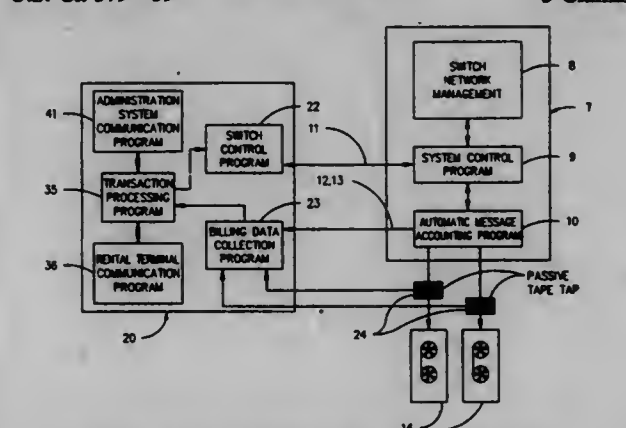 8
7
SWITCH
NETWORK
MANAGEMENT
41
ADMINISTRATION
SYSTEM
COMMUNICATION
PROGRAM
22
SWITCH
CONTROL
PROGRAM
11
SYSTEM CONTROL
PROGRAM
9
35
TRANSACTION
PROCESSING
PROGRAM
12,13
23
BILLING DATA
COLLECTION
PROGRAM
AUTOMATIC MESSAGE
ACCOUNTING PROGRAM
10
36
RENTAL TERMINAL
COMMUNICATION
PROGRAM
PASSIVE
TAPE TAP
24
20